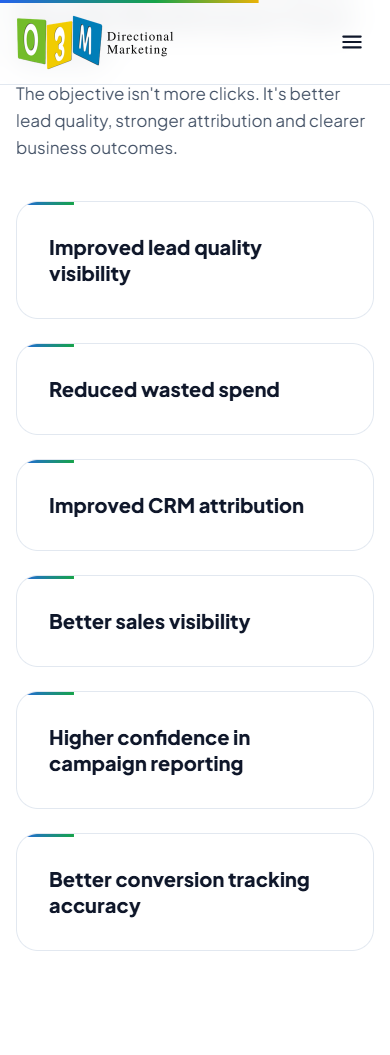 O3M Directional
Marketing
The objective isn't more clicks. It's better
lead quality, stronger attribution and clearer
business outcomes.
Improved lead quality
visibility
Reduced wasted spend
Improved CRM attribution
Better sales visibility
Higher confidence in
campaign reporting
Better conversion tracking
accuracy